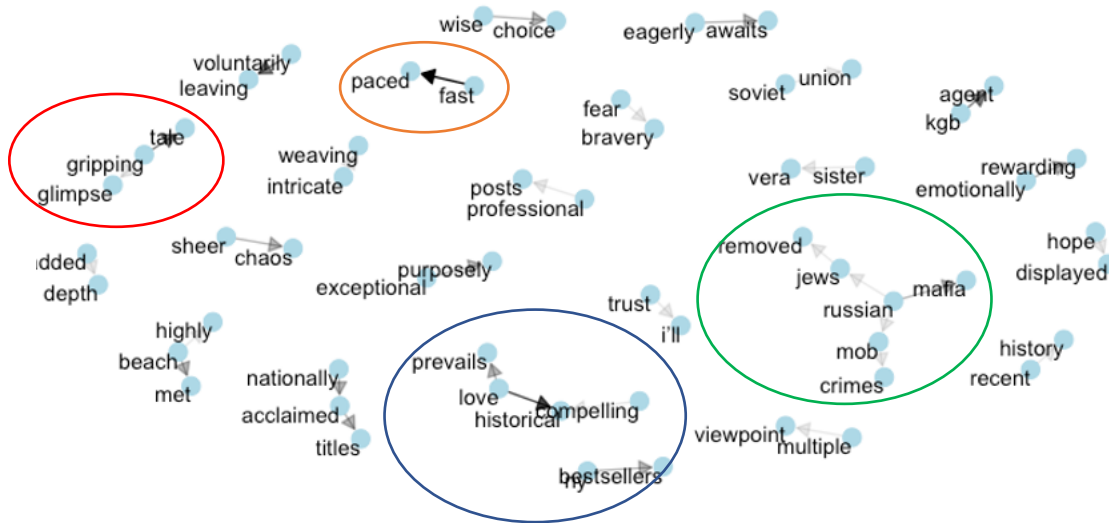 wise choice
eagerly awaits
voluntarily
leaving
paced fast
soviet union
agent
kgb
fear
bravery
tale
gripping
glimpse
weaving
intricate
posts
professional
vera sister
rewarding
emotionally
sheer
chaos
removed
jews
russian mafia
mob
crimes
hope
displayed
dded
depth
purposely
exceptional
trust
i'll
highly
beach
met
nationally
acclaimed
titles
prevails
love
historical compelling
history
recent
viewpoint
multiple
bestsellers
ny